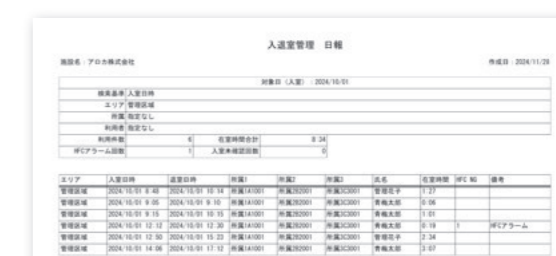 入退室管理 日報
施設名：アロカ株式会社 作成日：2024/11/28
対象日（入室）：2024/10/01
検索基準 入室日時
エリア 管理区域
所属 指定なし
利用者 指定なし
利用件数 6 在室時間合計 8:34
HFCアラーム回数 1 入室未確認回数 0
エリア 入室日時 退室日時 所属1 所属2 所属3 氏名 在室時間 HFC NG 備考
管理区域 2024/10/01 8:48 2024/10/01 10:14 所属1A1001 所属2B2001 所属3C3001 管理花子 1:27
管理区域 2024/10/01 9:05 2024/10/01 9:10 所属1A1001 所属2B2001 所属3C3001 青梅太郎 0:06
管理区域 2024/10/01 9:15 2024/10/01 10:15 所属1A1001 所属2B2001 所属3C3001 青梅太郎 1:01
管理区域 2024/10/01 12:12 2024/10/01 12:30 所属1A1001 所属2B2001 所属3C3001 青梅太郎 0:19 1 HFCアラーム
管理区域 2024/10/01 12:50 2024/10/01 15:23 所属1A1001 所属2B2001 所属3C3001 管理花子 2:34
管理区域 2024/10/01 14:06 2024/10/01 17:12 所属1A1001 所属2B2001 所属3C3001 青梅太郎 3:07